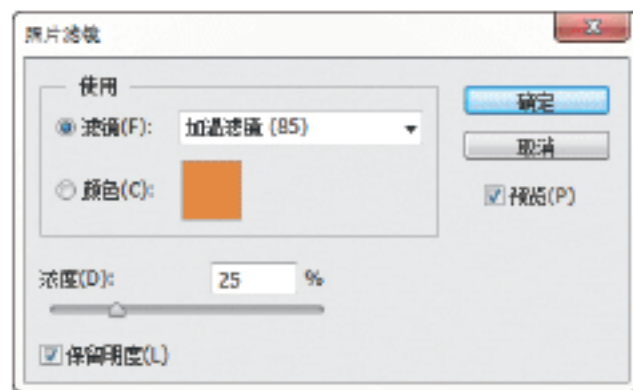 照片滤镜
使用
滤镜(F): 加温滤镜 (85)
颜色(C):
浓度(D): 25 %
保留明度(L)
确定
取消
预览(P)